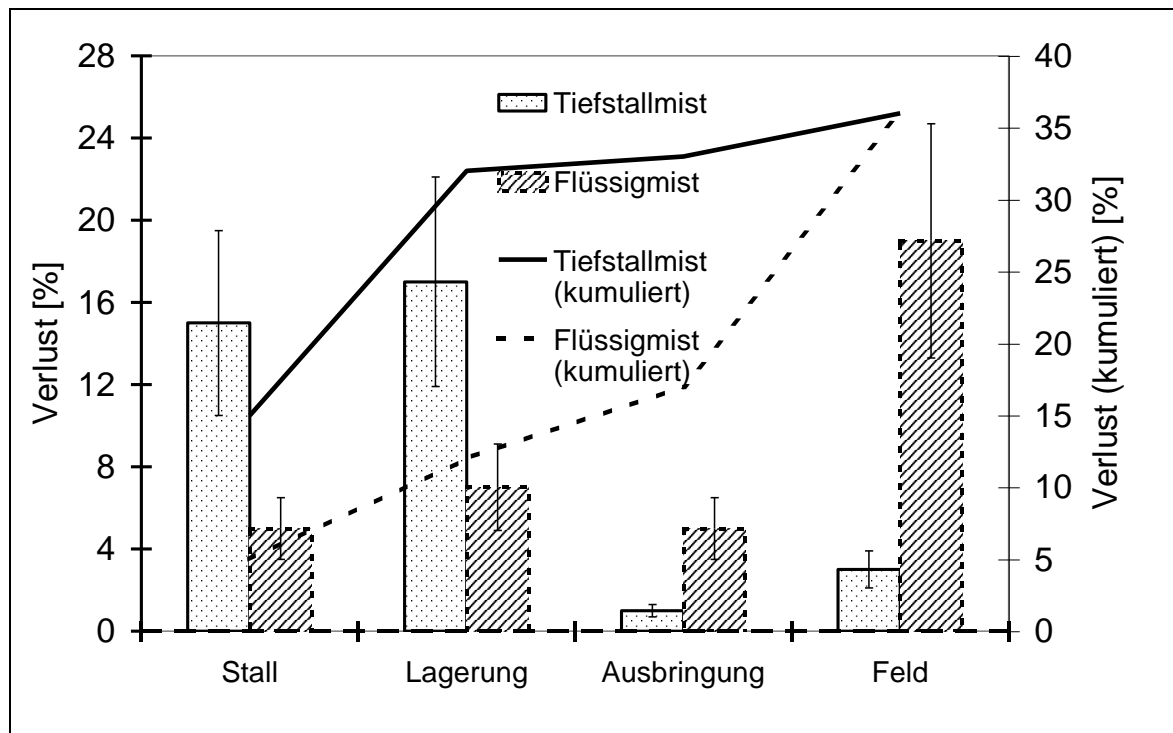 28
24
20
16
12
8
4
0
Verlust [%]
40
35
30
25
20
15
10
5
0
Verlust (kumuliert) [%]
Tiefstallmist
Flüssigmist
Tiefstallmist
(kumuliert)
Flüssigmist
(kumuliert)
Stall
Lagerung
Ausbringung
Feld